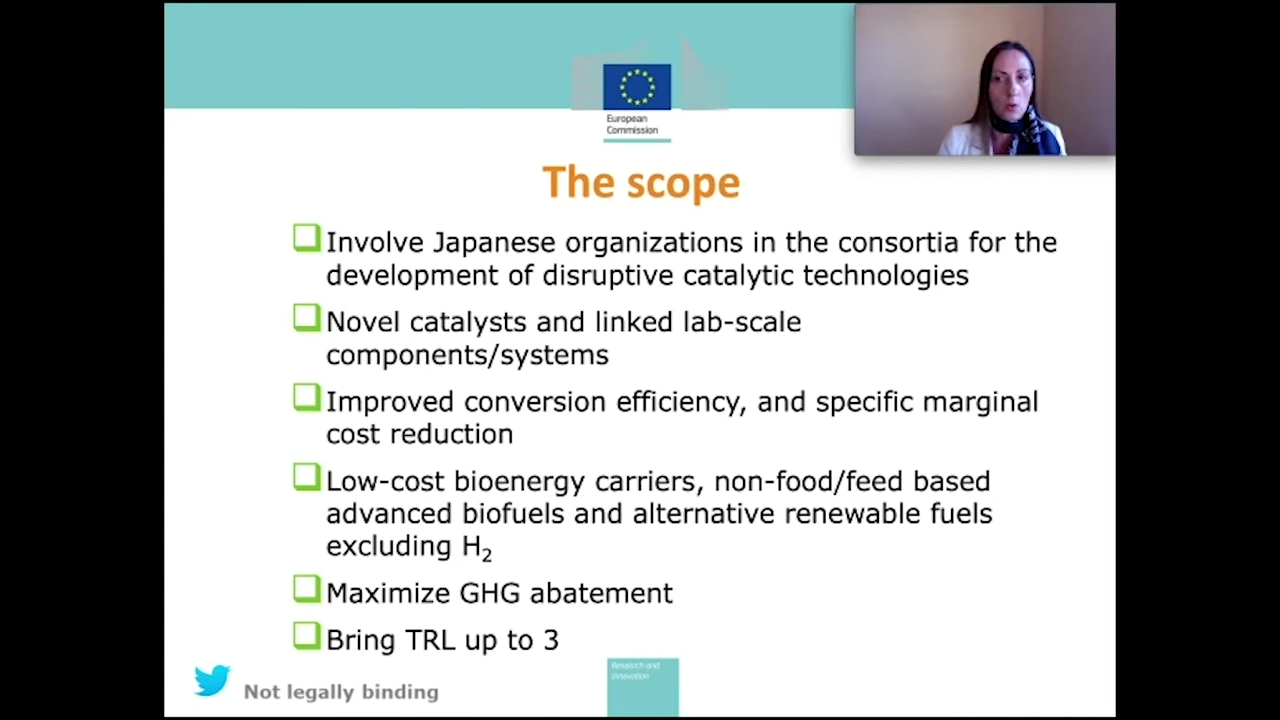 European
Commission
The scope
Involve Japanese organizations in the consortia for the
development of disruptive catalytic technologies
Novel catalysts and linked lab-scale
components/systems
Improved conversion efficiency, and specific marginal
cost reduction
Low-cost bioenergy carriers, non-food/feed based
advanced biofuels and alternative renewable fuels
excluding H₂
Maximize GHG abatement
Bring TRL up to 3
Research and
Innovation
Not legally binding